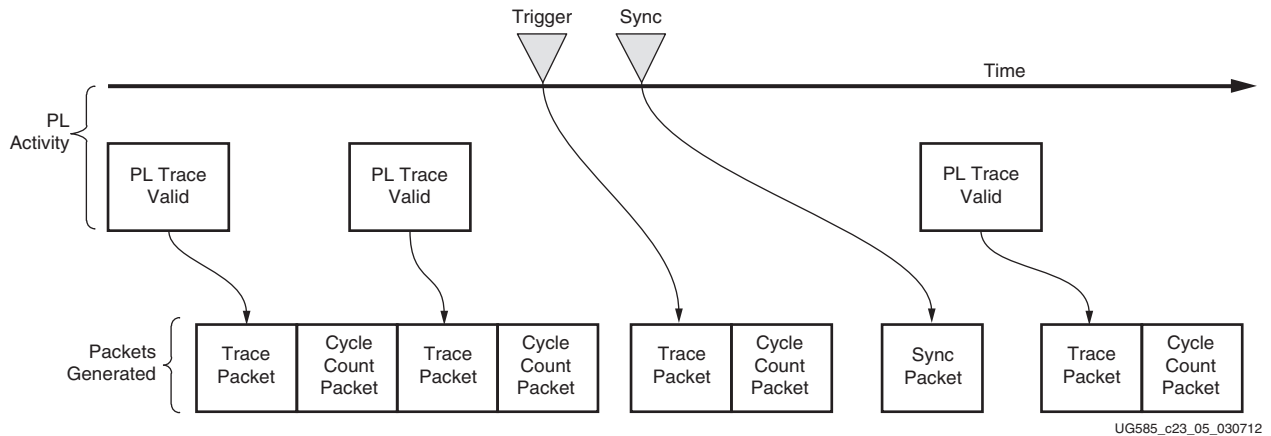 Trigger
Sync
Time
PL
Activity
PL Trace
Valid
PL Trace
Valid
PL Trace
Valid
Packets
Generated
Trace
Packet
Cycle
Count
Packet
Trace
Packet
Cycle
Count
Packet
Trace
Packet
Cycle
Count
Packet
Sync
Packet
Trace
Packet
Cycle
Count
Packet
UG585_c23_05_030712